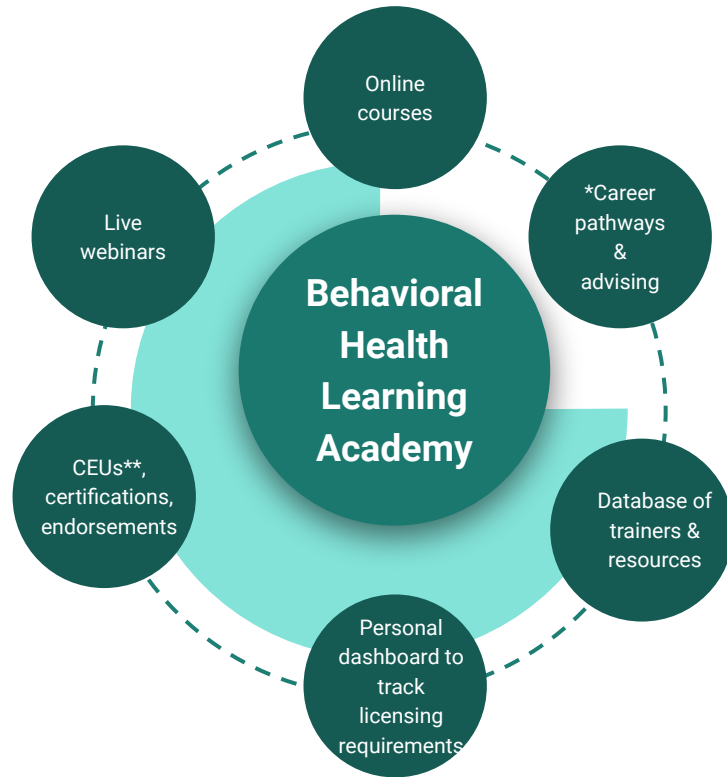 Online
courses
*Career
pathways
&
advising
Live
webinars
Behavioral
Health
Learning
Academy
CEUs**,
certifications,
endorsements
Database of
trainers &
resources
Personal
dashboard to
track
licensing
requirements